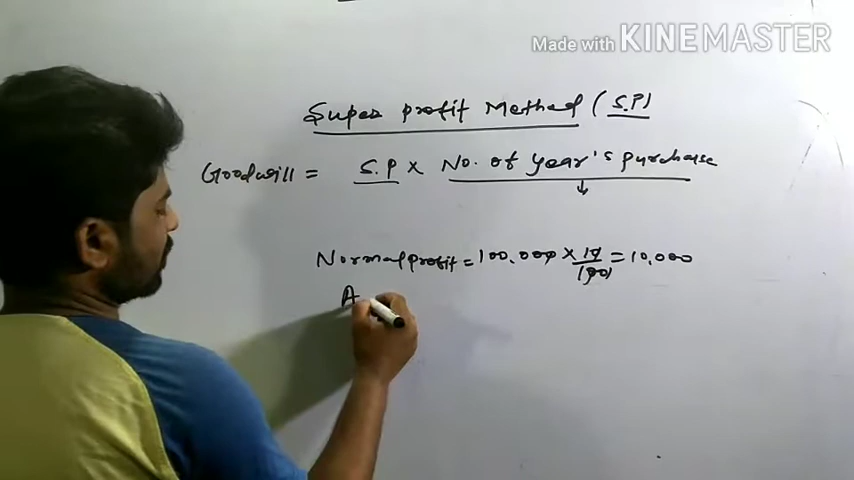 Made with KINEMASTER
Super profit Method (S.P)
Goodwill = S.P × No. of year's purchase
Normal profit = 100,000 × 10/100 = 10,000
A